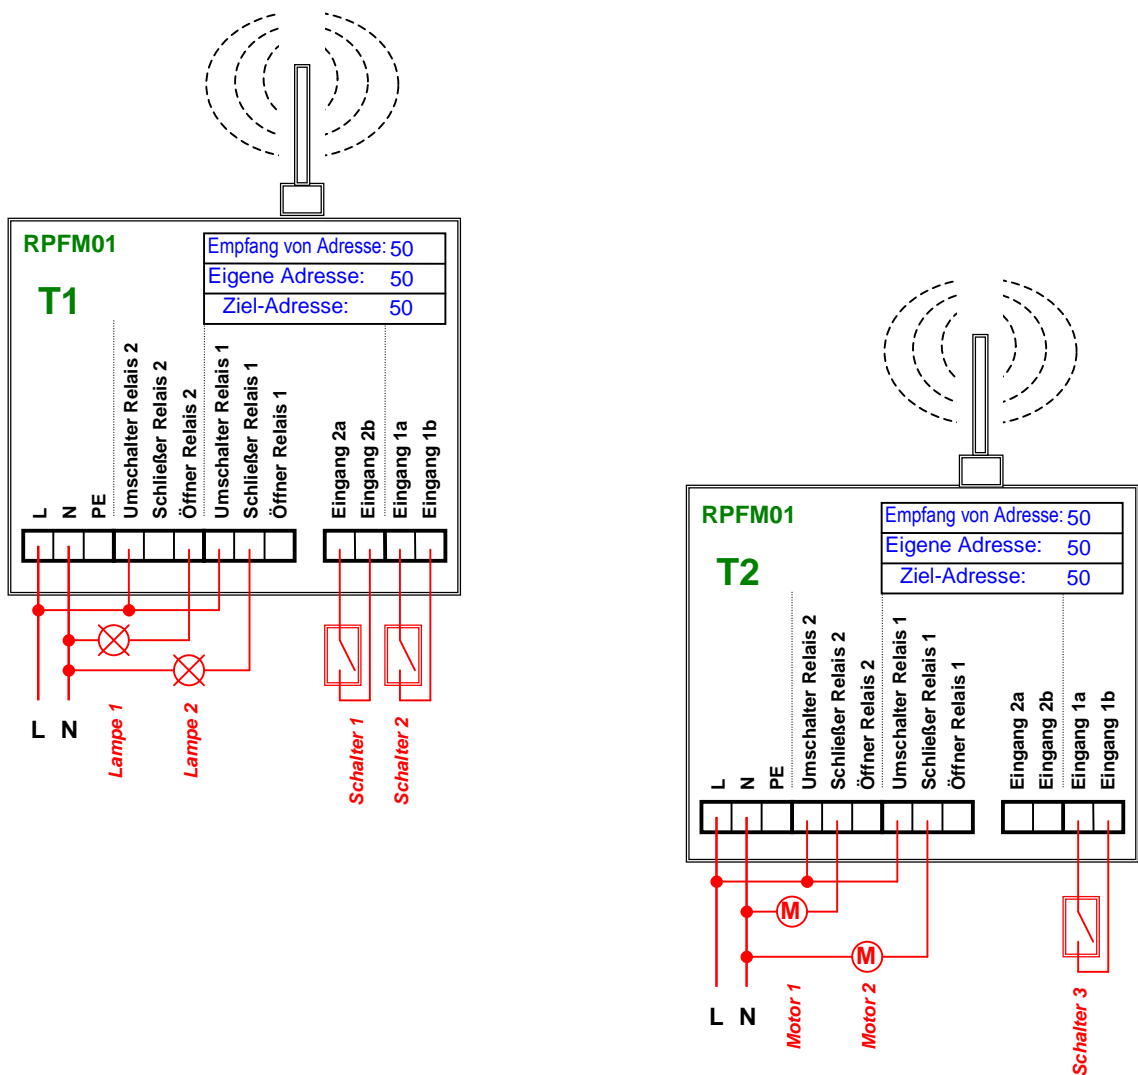 RPFM01
Empfang von Adresse: 50
Eigene Adresse: 50
Ziel-Adresse: 50
T1
L
N
PE
Umschalter Relais 2
Schließer Relais 2
Öffner Relais 2
Umschalter Relais 1
Schließer Relais 1
Öffner Relais 1
Eingang 2a
Eingang 2b
Eingang 1a
Eingang 1b
L N
Lampe 1
Lampe 2
Schalter 1
Schalter 2
RPFM01
Empfang von Adresse: 50
Eigene Adresse: 50
Ziel-Adresse: 50
T2
L
N
PE
Umschalter Relais 2
Schließer Relais 2
Öffner Relais 2
Umschalter Relais 1
Schließer Relais 1
Öffner Relais 1
Eingang 2a
Eingang 2b
Eingang 1a
Eingang 1b
M
M
L N
Motor 1
Motor 2
Schalter 3